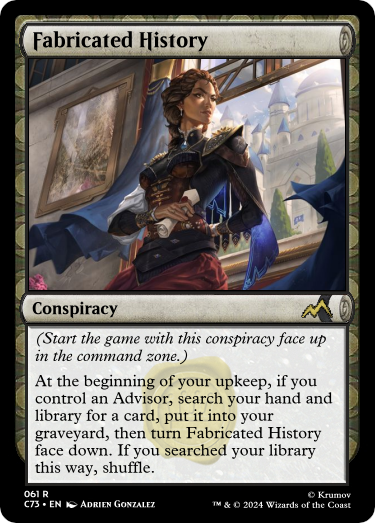 Fabricated History
Conspiracy
(Start the game with this conspiracy face up
in the command zone.)
At the beginning of your upkeep, if you
control an Advisor, search your hand and
library for a card, put it into your
graveyard, then turn Fabricated History
face down. If you searched your library
this way, shuffle.
061 R
© Krumov
C73 • EN Adrien Gonzalez
™ & © 2024 Wizards of the Coast